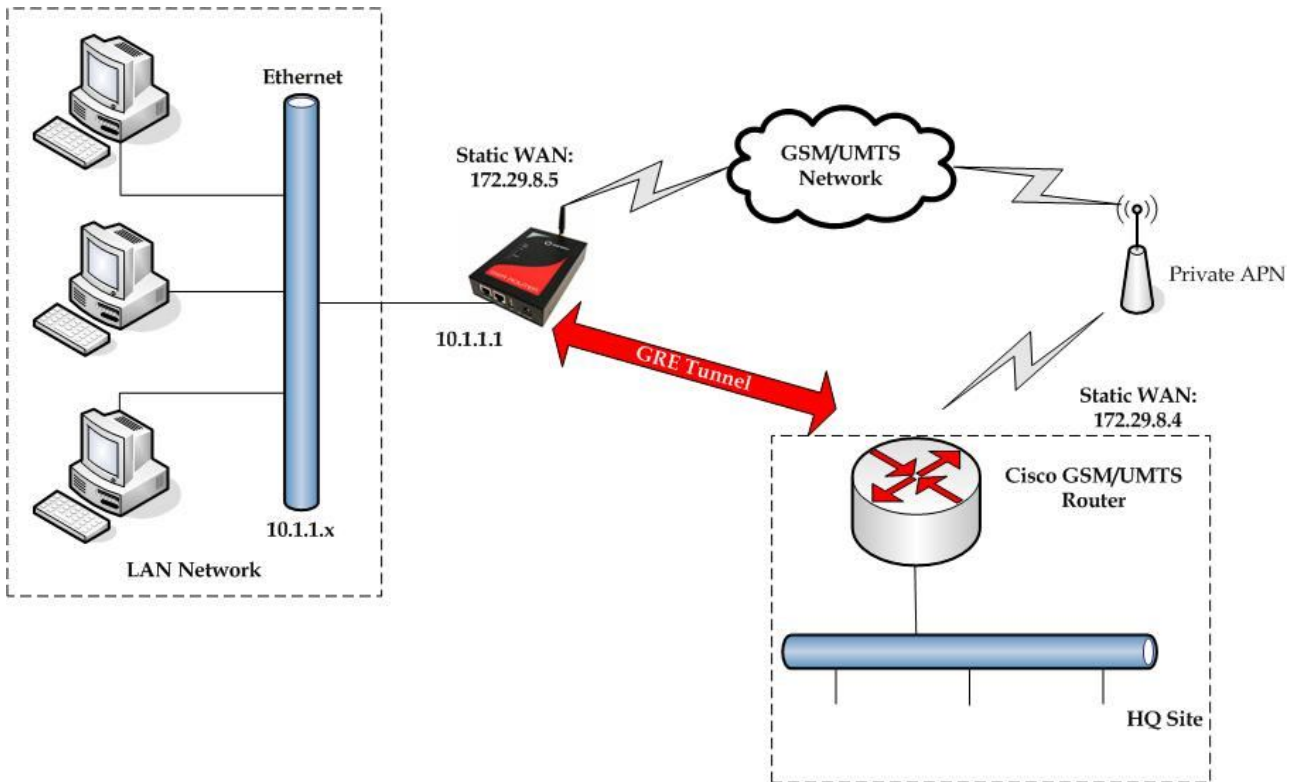 Ethernet
Static WAN:
172.29.8.5
GSM/UMTS
Network
Private APN
10.1.1.1
GRE Tunnel
Static WAN:
172.29.8.4
Cisco GSM/UMTS
Router
10.1.1.x
LAN Network
HQ Site